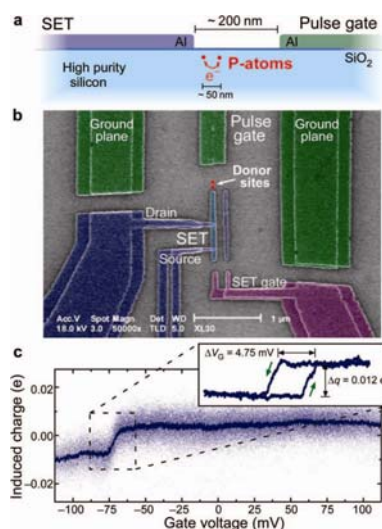 a SET ~ 200 nm Pulse gate
Al Al
SiO2
High purity silicon
P-atoms
e-
~ 50 nm
b
Ground plane
Pulse gate
Ground plane
Donor sites
Drain
SET
Source
SET gate
Acc.V Spot Magn Det WD
18.0 kV 3.0 50000x TLD 5.0 XL30 1 µm
c
ΔVG = 4.75 mV
Δq = 0.012 e
Induced charge (e)
0.02
0.00
-0.02
-100 -75 -50 -25 0 25 50 75 100
Gate voltage (mV)